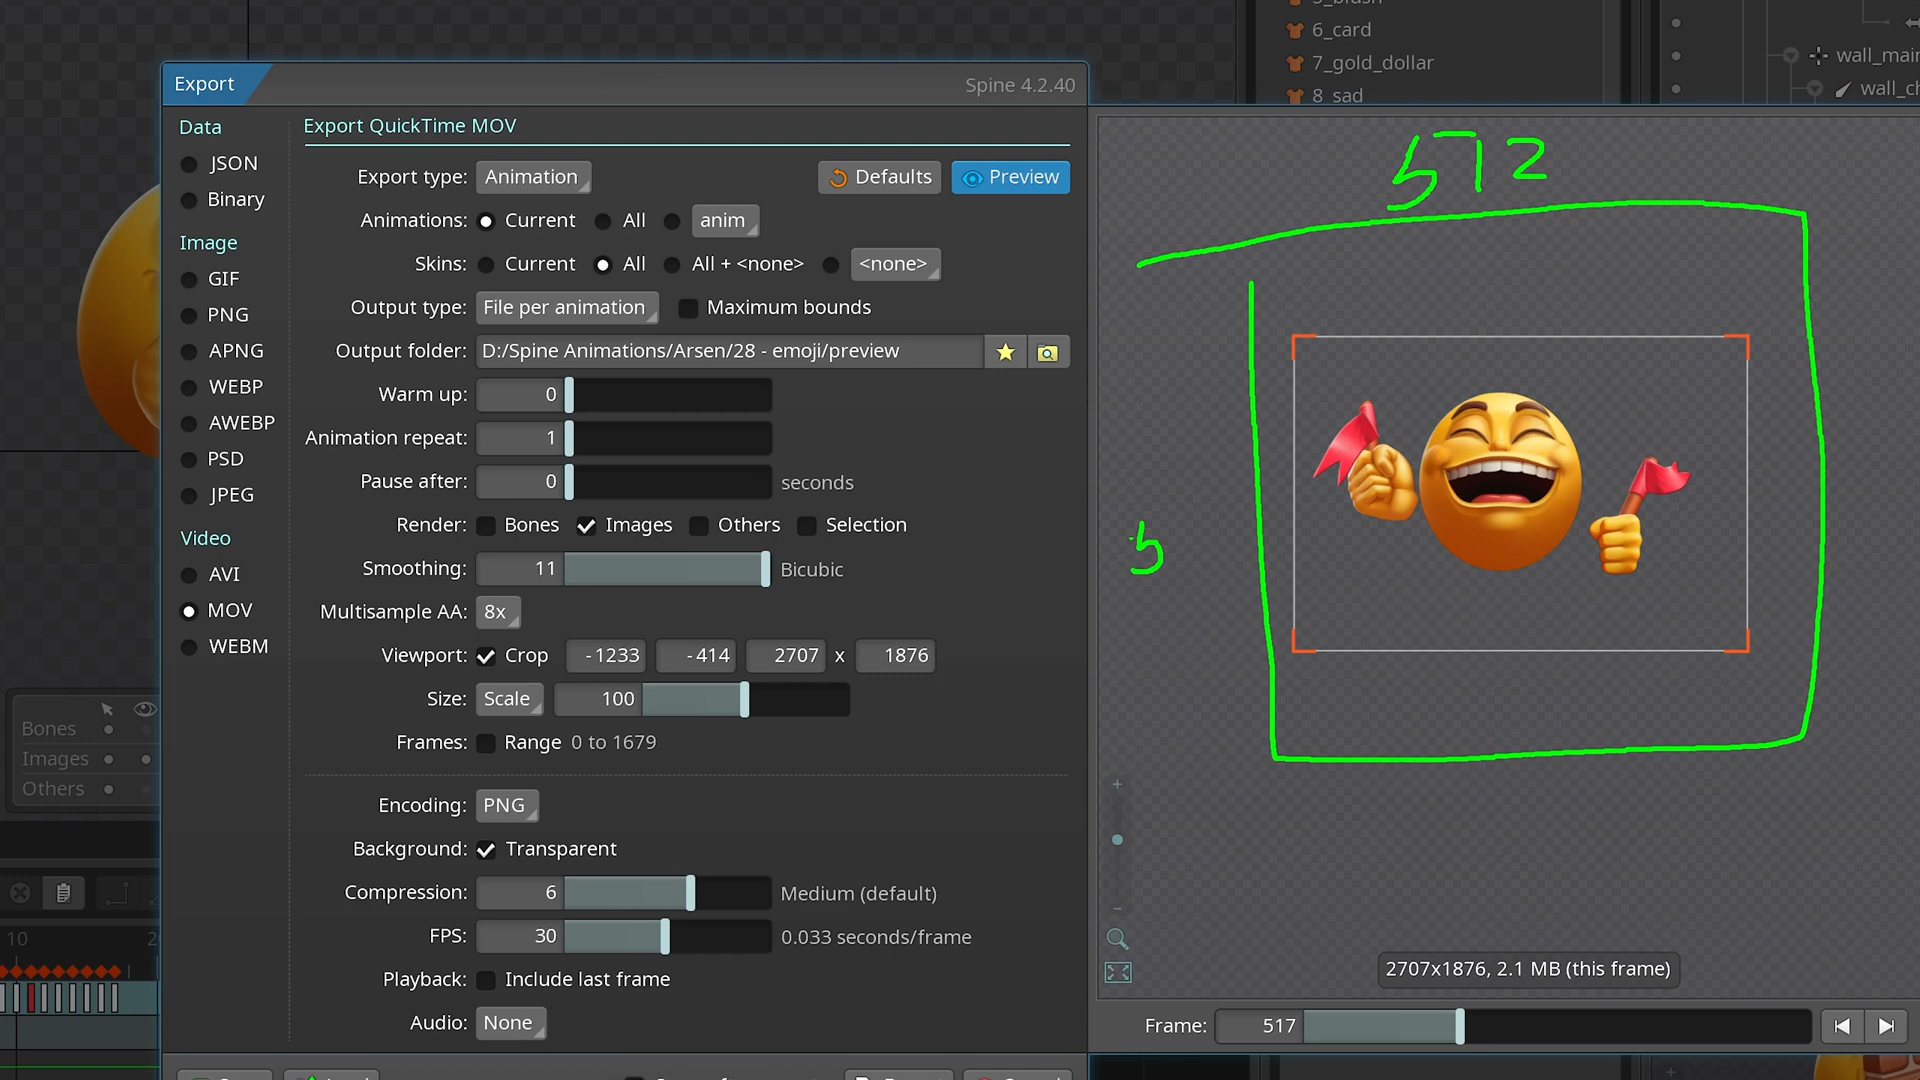 5_blush
6_card
7_gold_dollar
8_sad
wall_main
wall_ch
Export
Spine 4.2.40
Data
JSON
Binary
Image
GIF
PNG
APNG
WEBP
AWEBP
PSD
JPEG
Video
AVI
MOV
WEBM
Export QuickTime MOV
Export type: Animation Defaults Preview
Animations: Current All anim
Skins: Current All All + <none> <none>
Output type: File per animation Maximum bounds
Output folder: D:/Spine Animations/Arsen/28 - emoji/preview
Warm up: 0
Animation repeat: 1
Pause after: 0 seconds
Render: Bones Images Others Selection
Smoothing: 11 Bicubic
Multisample AA: 8x
Viewport: Crop -1233 -414 2707 x 1876
Size: Scale 100
Frames: Range 0 to 1679
Encoding: PNG
Background: Transparent
Compression: 6 Medium (default)
FPS: 30 0.033 seconds/frame
Playback: Include last frame
Audio: None
572
5
2707x1876, 2.1 MB (this frame)
Frame: 517
Bones
Images
Others
10